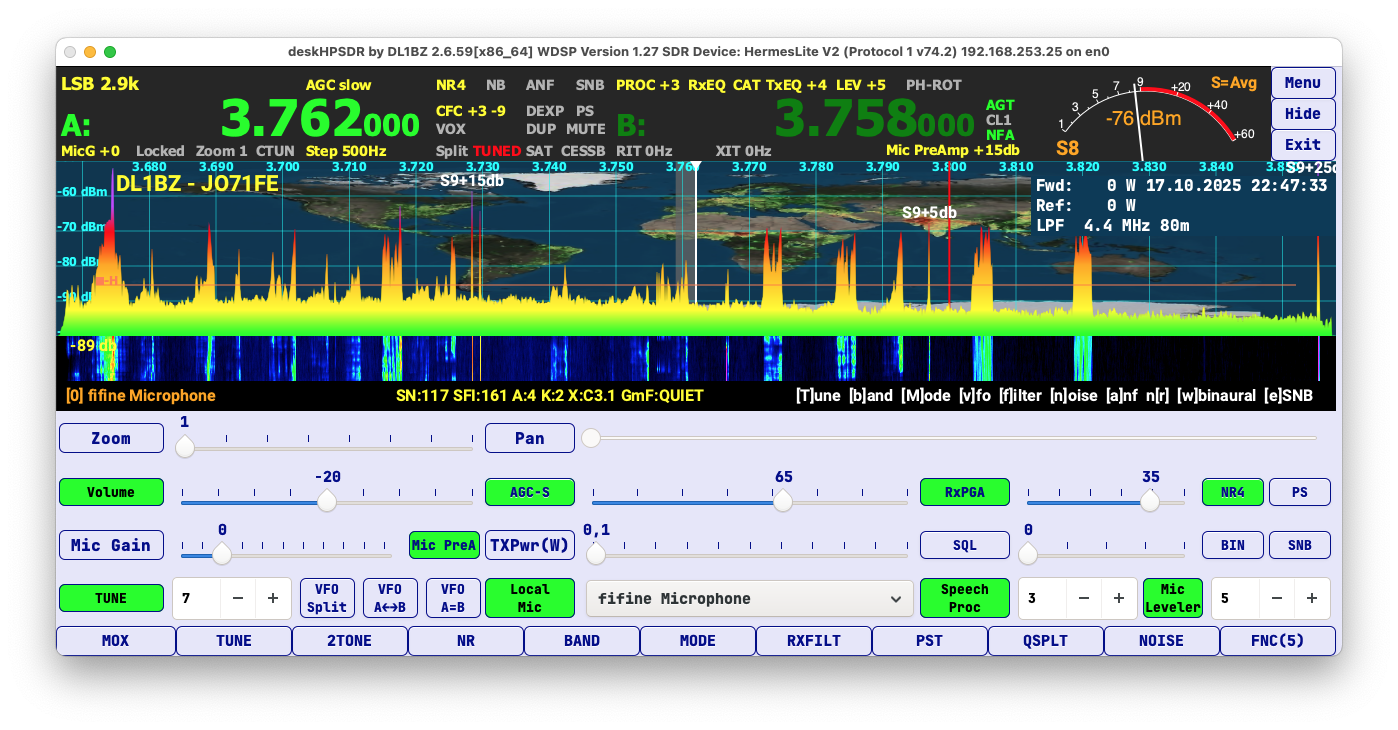 deskHPSDR by DL1BZ 2.6.59[x86_64] WDSP Version 1.27 SDR Device: HermesLite V2 (Protocol 1 v74.2) 192.168.253.25 on en0
LSB 2.9k AGC slow NR4 NB ANF SNB PROC +3 RxEQ CAT TxEQ +4 LEV +5 PH-ROT
1 3 5 7 9 +20 +40 +60 S=Avg Menu
A: 3.762000 CFC +3 -9 DEXP PS B: 3.758000 AGT
VOX DUP MUTE CL1 -76 dBm Hide
NFA
MicG +0 Locked Zoom 1 CTUN Step 500Hz Split TUNED SAT CESSB RIT 0Hz XIT 0Hz Mic PreAmp +15db S8 Exit
3.680 3.690 3.700 3.710 3.720 3.730 3.740 3.750 3.770 3.780 3.790 3.800 3.810 3.820 3.830 3.840
-60 dBm DL1BZ - JO71FE S9+15db
Fwd: 0 W 17.10.2025 22:47:33
S9+5db
Ref: 0 W
-70 dBm
LPF 4.4 MHz 80m
-80 dBm
-H
-89 db
[0] fifine Microphone SN:117 SFI:161 A:4 K:2 X:C3.1 GmF:QUIET [T]une [b]and [M]ode [v]fo [f]ilter [n]oise [a]nf n[r] [w]binaural [e]SNB
Zoom 1 Pan
Volume -20 AGC-S 65 RxPGA 35 NR4 PS
Mic Gain 0 Mic PreA TXPwr(W) 0,1 SQL 0 BIN SNB
TUNE 7 − + VFO Split VFO A↔B VFO A=B Local Mic fifine Microphone Speech Proc 3 − + Mic Leveler 5 − +
MOX TUNE 2TONE NR BAND MODE RXFILT PST QSPLT NOISE FNC(5)